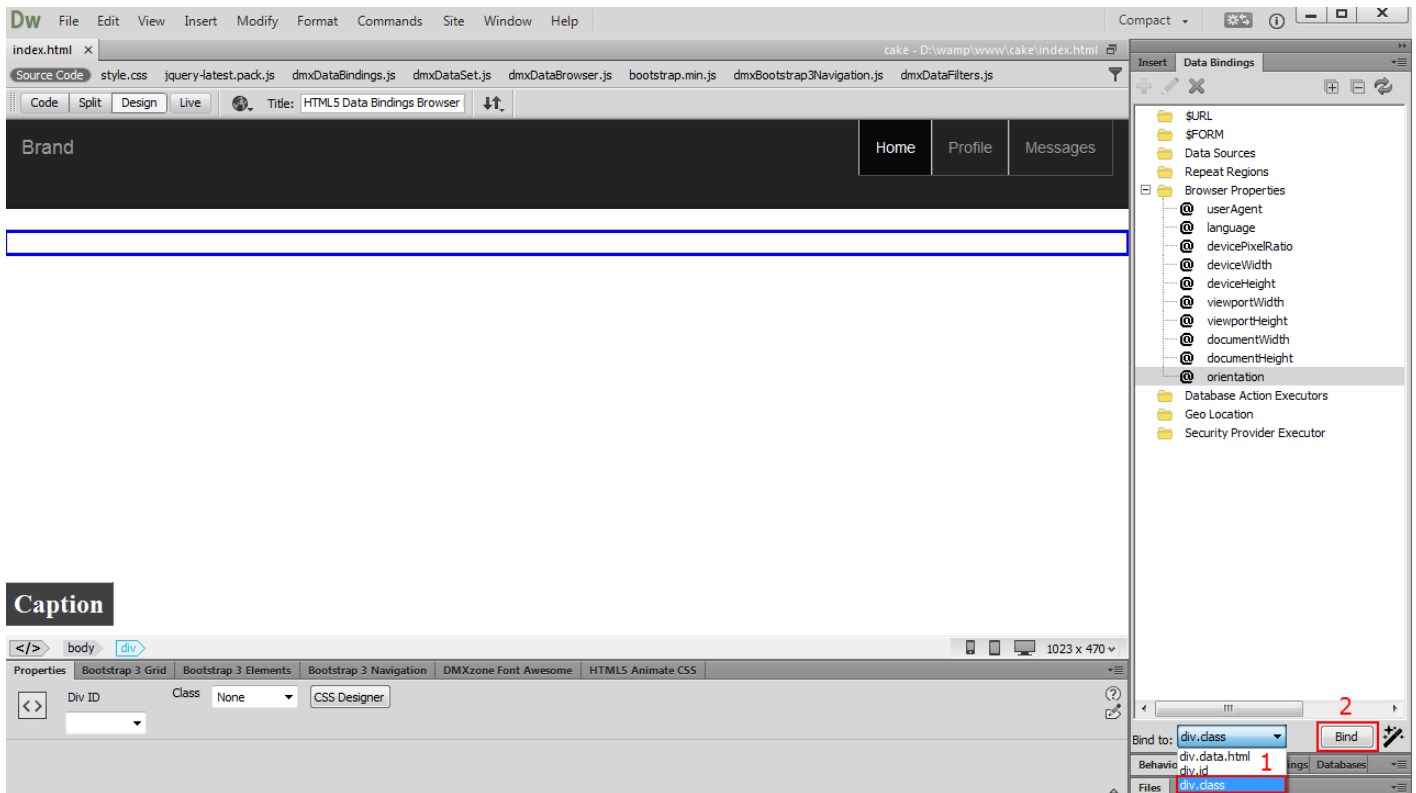 Dw File Edit View Insert Modify Format Commands Site Window Help Compact
index.html × cake - D:\wamp\www\cake\index.html
Source Code style.css jquery-latest.pack.js dmxDataBindings.js dmxDataSet.js dmxDataBrowser.js bootstrap.min.js dmxBootstrap3Navigation.js dmxDataFilters.js
Code Split Design Live Title: HTML5 Data Bindings Browser
Brand Home Profile Messages
Caption
</> body div 1023 x 470
Properties Bootstrap 3 Grid Bootstrap 3 Elements Bootstrap 3 Navigation DMXzone Font Awesome HTML5 Animate CSS
Div ID Class None CSS Designer
Insert Data Bindings
$URL
$FORM
Data Sources
Repeat Regions
Browser Properties
@ userAgent
@ language
@ devicePixelRatio
@ deviceWidth
@ deviceHeight
@ viewportWidth
@ viewportHeight
@ documentWidth
@ documentHeight
@ orientation
Database Action Executors
Geo Location
Security Provider Executor
2
Bind to: div.class Bind
div.data.html 1
div.id
div.class
Databases
Files